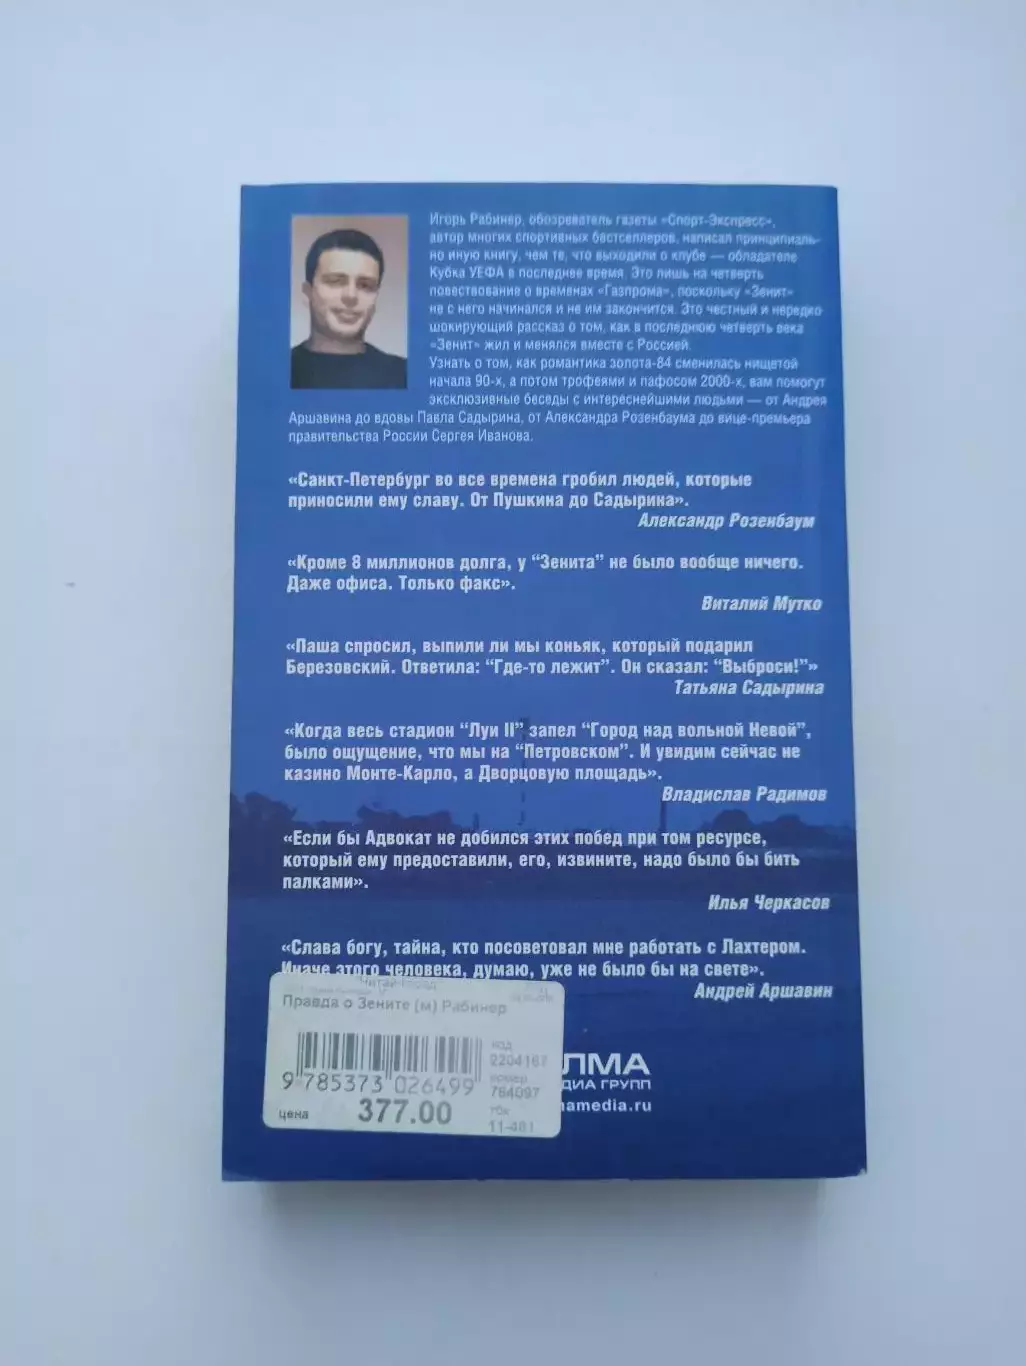 Игорь Рабинер, обозреватель газеты «Спорт-Экспресс»,
автор многих спортивных бестселлеров, написал принципиаль-
но иную книгу, чем те, что выходили о клубе — обладателе
Кубка УЕФА в последнее время. Это лишь на четверть
повествование о временах «Газпрома», поскольку «Зенит»
не с него начинался и не им закончится. Это честный и нередко
шокирующий рассказ о том, как в последнюю четверть века
«Зенит» жил и менялся вместе с Россией.
Узнать о том, как романтика золота-84 сменилась нищетой
начала 90-х, а потом трофеями и пафосом 2000-х, вам помогут
эксклюзивные беседы с интереснейшими людьми — от Андрея
Аршавина до вдовы Павла Садырина, от Александра Розенбаума до вице-премьера
правительства России Сергея Иванова.
«Санкт-Петербург во все времена гробил людей, которые
приносили ему славу. От Пушкина до Садырина».
Александр Розенбаум
«Кроме 8 миллионов долга, у "Зенита" не было вообще ничего.
Даже офиса. Только факс».
Виталий Мутко
«Паша спросил, выпили ли мы коньяк, который подарил
Березовский. Ответила: "Где-то лежит". Он сказал: "Выброси!"»
Татьяна Садырина
«Когда весь стадион "Луи II" запел "Город над вольной Невой",
было ощущение, что мы на "Петровском". И увидим сейчас не
казино Монте-Карло, а Дворцовую площадь».
Владислав Радимов
«Если бы Адвокат не добился этих побед при том ресурсе,
который ему предоставили, его, извините, надо было бы бить
палками».
Илья Черкасов
«Слава богу, тайна, кто посоветовал мне работать с Лахтером.
Иначе этого человека, думаю, уже не было бы на свете».
Андрей Аршавин
Читай-город
Правда о Зените (м) Рабинер
код
2204167
номер
784097
9 785373 026499
цена 377.00
11-401
ЛМА
ДИА ГРУПП
mamedia.ru